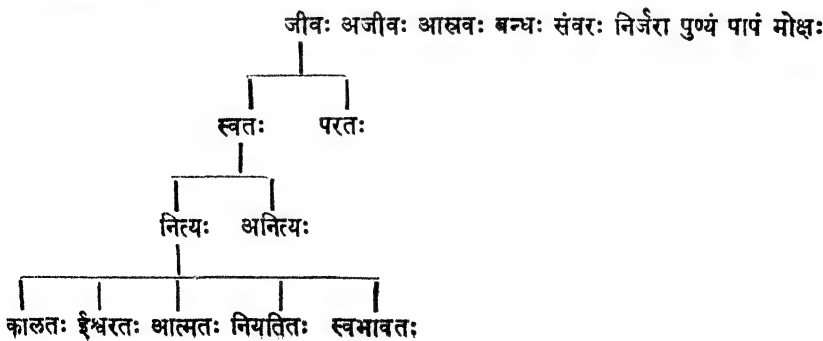 जीवः अजीवः आस्रवः बन्धः संवरः निर्जरा पुण्यं पापं मोक्षः
स्वतः परतः
नित्यः अनित्यः
कालतः ईश्वरतः आत्मतः नियतितः स्वभावतः